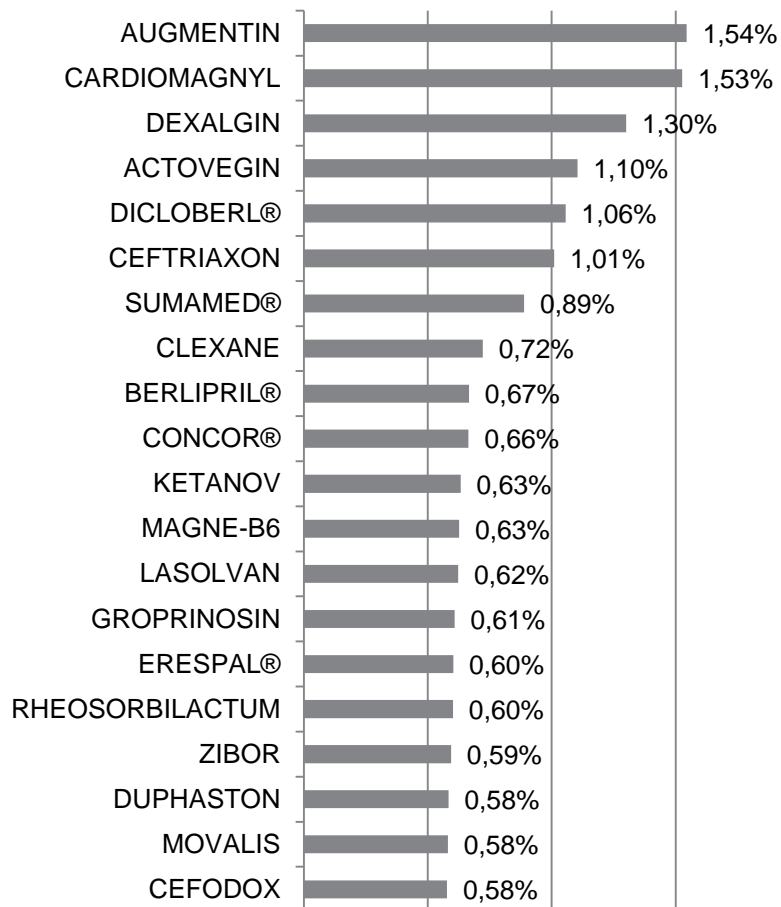 AUGMENTIN 1,54%
CARDIOMAGNYL 1,53%
DEXALGIN 1,30%
ACTOVEGIN 1,10%
DICLOBERL® 1,06%
CEFTRIAXON 1,01%
SUMAMED® 0,89%
CLEXANE 0,72%
BERLIPRIL® 0,67%
CONCOR® 0,66%
KETANOV 0,63%
MAGNE-B6 0,63%
LASOLVAN 0,62%
GROPRINOSIN 0,61%
ERESPAL® 0,60%
RHEOSORBILACTUM 0,60%
ZIBOR 0,59%
DUPHASTON 0,58%
MOVALIS 0,58%
CEFODOX 0,58%